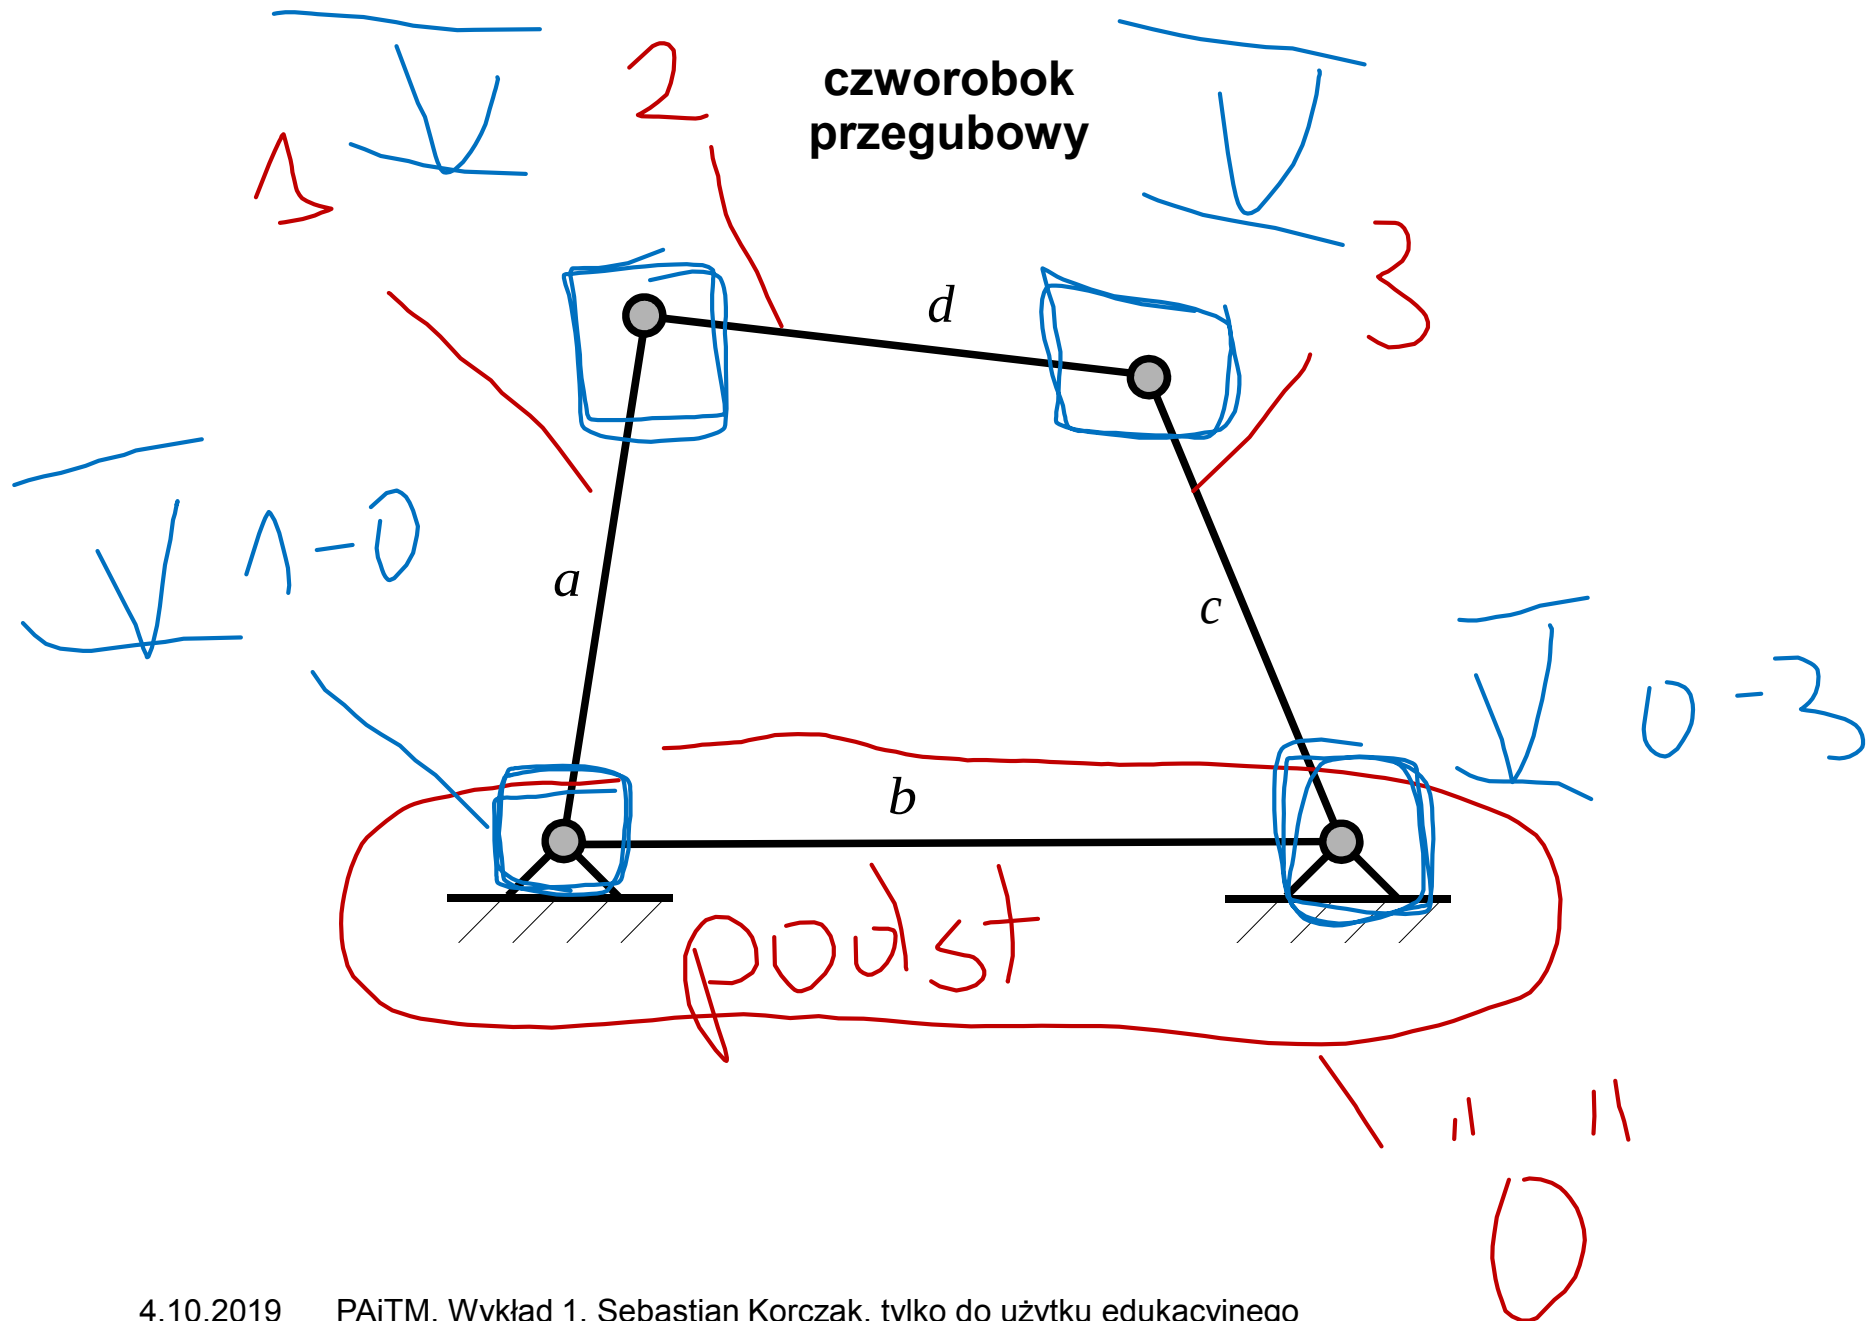 czworobok
przegubowy
V
2
V
1
3
d
V 1-0
a
c
V 0-3
b
podst
"0"
4.10.2019 PAiTM, Wykład 1, Sebastian Korczak, tylko do użytku edukacyjnego